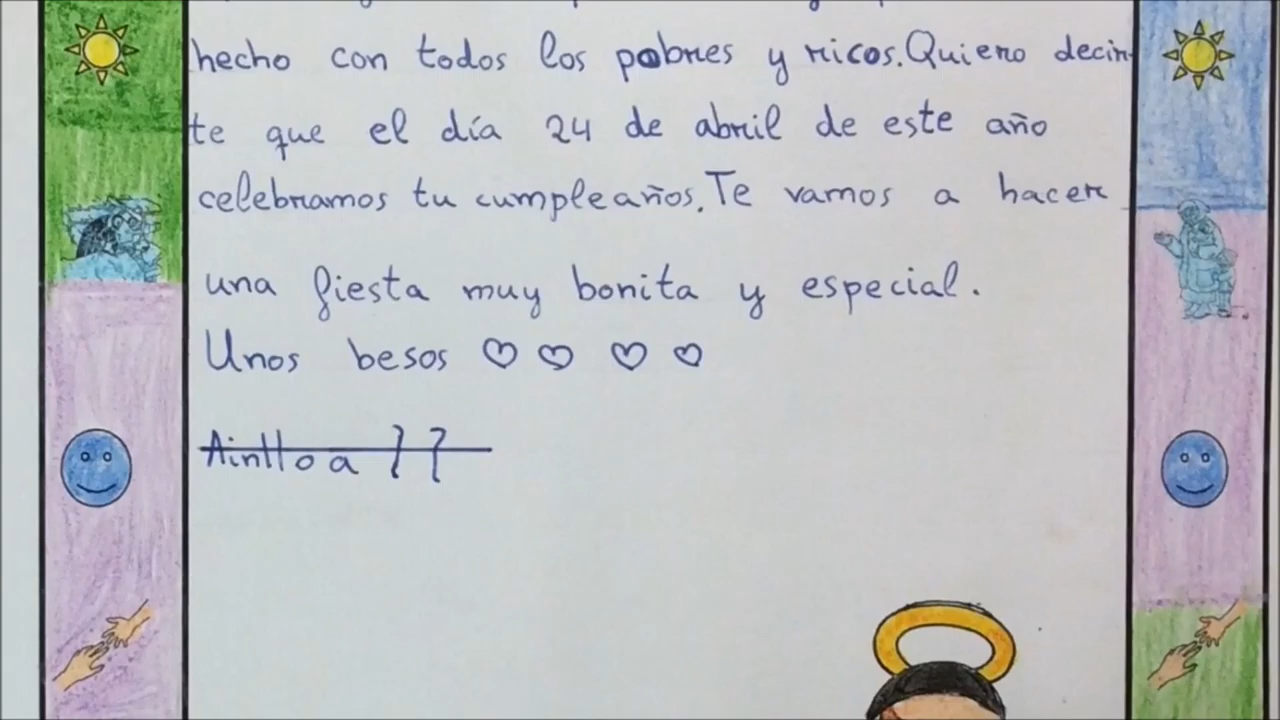 hecho con todos los pobres y ricos. Quiero decir-
te que el día 24 de abril de este año
celebramos tu cumpleaños. Te vamos a hacer
una fiesta muy bonita y especial.
Unos besos ♡ ♡ ♡ ♡